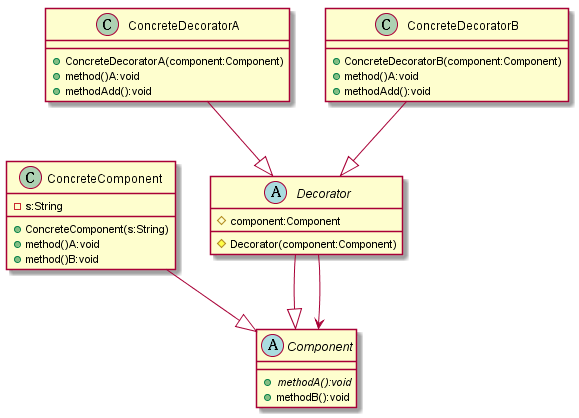 C ConcreteDecoratorA
ConcreteDecoratorA(component:Component)
method()A:void
methodAdd():void
C ConcreteDecoratorB
ConcreteDecoratorB(component:Component)
method()A:void
methodAdd():void
C ConcreteComponent
s:String
ConcreteComponent(s:String)
method()A:void
method()B:void
A Decorator
component:Component
Decorator(component:Component)
A Component
methodA():void
methodB():void